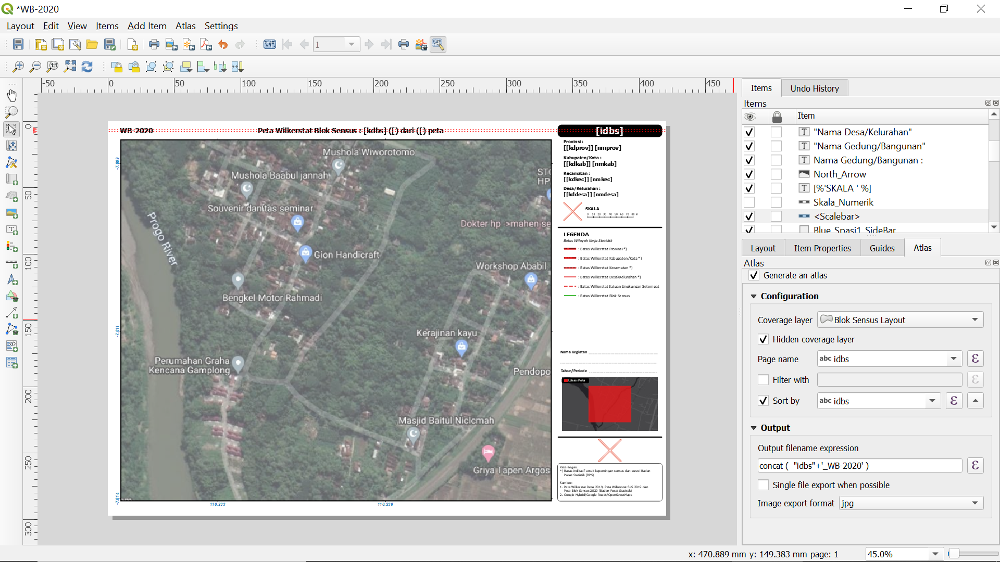 *WB-2020
Layout Edit View Items Add Item Atlas Settings
1
-50 0 50 100 150 200 250 300 350 400 450
0
50
100
150
200
250
300
WB-2020
Peta Wilkerstat Blok Sensus : [kdbs] ([) dari ([) peta
[idbs]
Provinsi :
[[kdprov]] [nmprov]
Kabupaten/Kota :
[[kdkab]] [nmkab]
Kecamatan :
[[kdkec]] [nmkec]
Desa/Kelurahan :
[[kddesa]] [nmdesa]
SKALA
0 10 20 30 40 50 60 70 80 m
LEGENDA
Batas Wilayah Kerja Statistik
: Batas Wilkerstat Provinsi *)
: Batas Wilkerstat Kabupaten/Kota *)
: Batas Wilkerstat Kecamatan *)
: Batas Wilkerstat Desa\Kelurahan *)
: Batas Wilkerstat Satuan Lingkungan Setempat
: Batas Wilkerstat Blok Sensus
Nama Kegiatan
Tahun/Periode
Lokasi Peta
Keterangan:
*) Batas indikatif untuk kepentingan sensus dan survei Badan
Pusat Statistik (BPS)
Sumber:
1. Peta Wilkerstat Desa 2019, Peta Wilkerstat SLS 2019 dan
Peta Blok Sensus 2020 (Badan Pusat Statistik)
2. Google Hybrid/Google Roads/OpenStreetMaps
Mushola Wiworotomo
Mushola Baabul jannah
STC
HP
Souvenir dan tas seminar
Progo River
Dokter hp ->mahen se
Gion Handicraft
Workshop Ababil
Bengkel Motor Rahmadi
Kerajinan kayu
Perumahan Graha
Kencana Gamplong
Pendopo
Masjid Baitul Niclcmah
Griya Tapen Argos
-7.809
-7.811
-7.814
110.233
110.236
Items Undo History
Items
Item
"Nama Desa/Kelurahan"
"Nama Gedung/Bangunan"
Nama Gedung/Bangunan :
North_Arrow
[%'SKALA ' %]
Skala_Numerik
<Scalebar>
Blue_Spasi1_SideBar
Layout Item Properties Guides Atlas
Atlas
Generate an atlas
Configuration
Coverage layer Blok Sensus Layout
Hidden coverage layer
Page name abc idbs ε
Filter with ε
Sort by abc idbs ε
Output
Output filename expression
concat ( "idbs"+'_WB-2020' ) ε
Single file export when possible
Image export format jpg
x: 470.889 mm y: 149.383 mm page: 1
45.0%